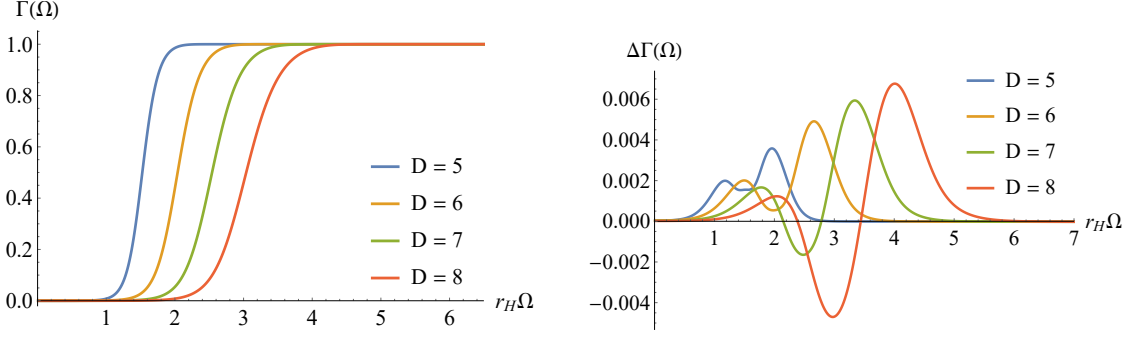 Γ(Ω)
1.0
0.8
0.6
0.4
0.2
0.0
1 2 3 4 5 6
r_HΩ
D = 5
D = 6
D = 7
D = 8
ΔΓ(Ω)
0.006
0.004
0.002
0.000
−0.002
−0.004
1 2 3 4 5 6 7
r_HΩ
D = 5
D = 6
D = 7
D = 8